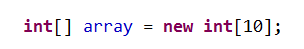 int[] array = new int[10];